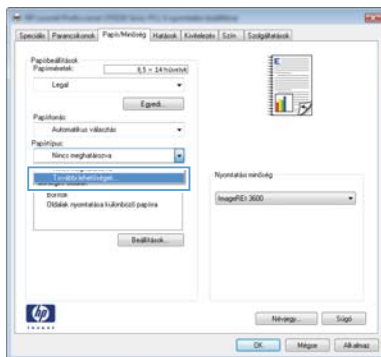 Speciális Parancsikonok Papír/Minőség Hatások Kivitelezés Szín Szolgáltatások
Papírbeállítások
Papírméretek: 8,5 × 14 hüvelyk
Legal
Egyedi...
Papírforrás:
Automatikus választás
Papírtípus:
Nincs meghatározva
További lehetőségek...
Borítók
Oldalak nyomtatása különböző papírra
Beállítások...
Nyomtatási minőség
ImageREt 3600
E
hp
invent
Névjegy... Súgó
OK Mégse Alkalmaz